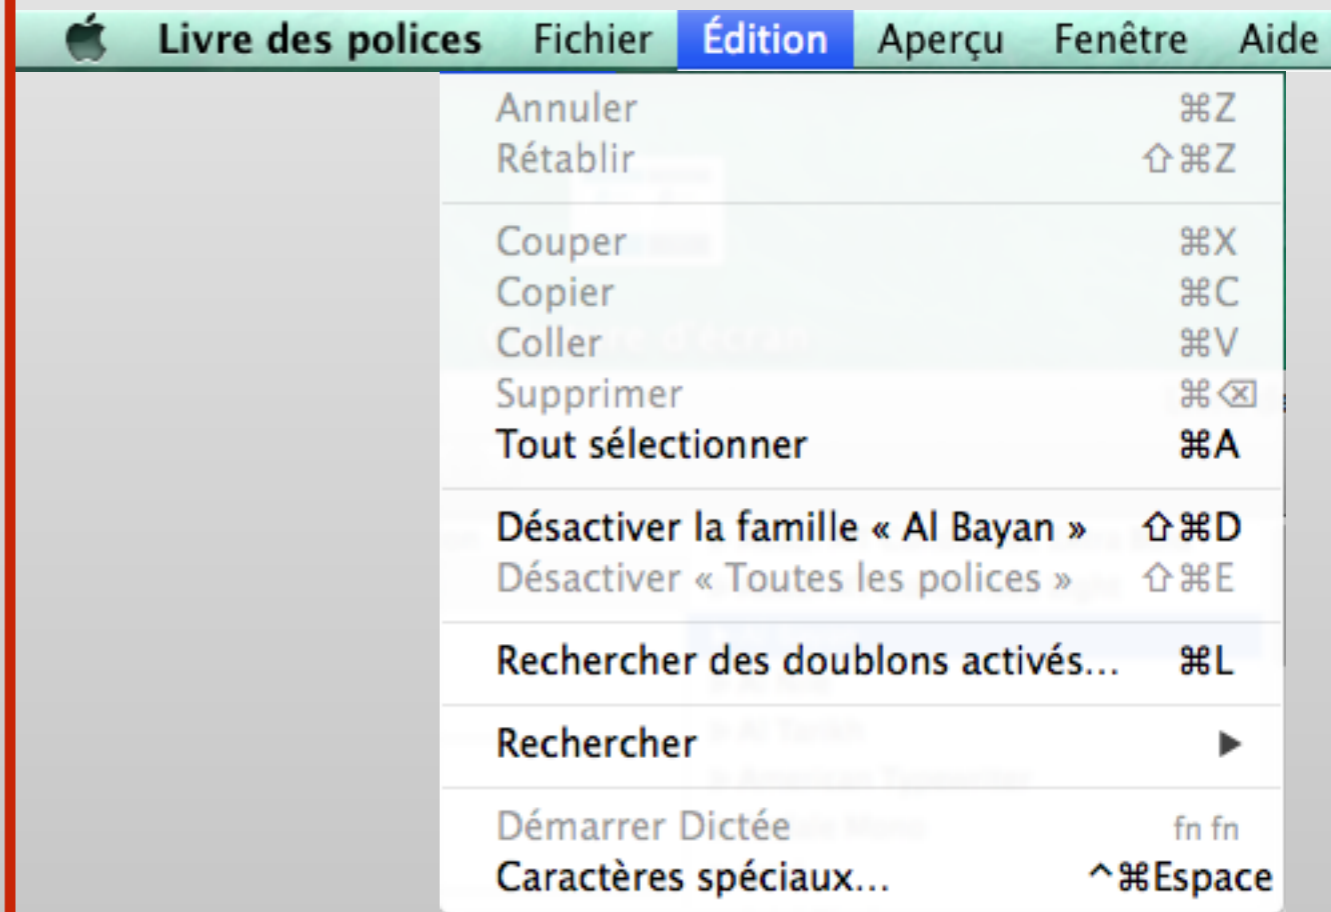 Livre des polices Fichier Édition Aperçu Fenêtre Aide
Annuler ⌘Z
Rétablir ⇧⌘Z
Couper ⌘X
Copier ⌘C
Coller ⌘V
Supprimer ⌘⌫
Tout sélectionner ⌘A
Désactiver la famille « Al Bayan » ⇧⌘D
Désactiver « Toutes les polices » ⇧⌘E
Rechercher des doublons activés... ⌘L
Rechercher ▶
Démarrer Dictée fn fn
Caractères spéciaux... ^⌘Espace